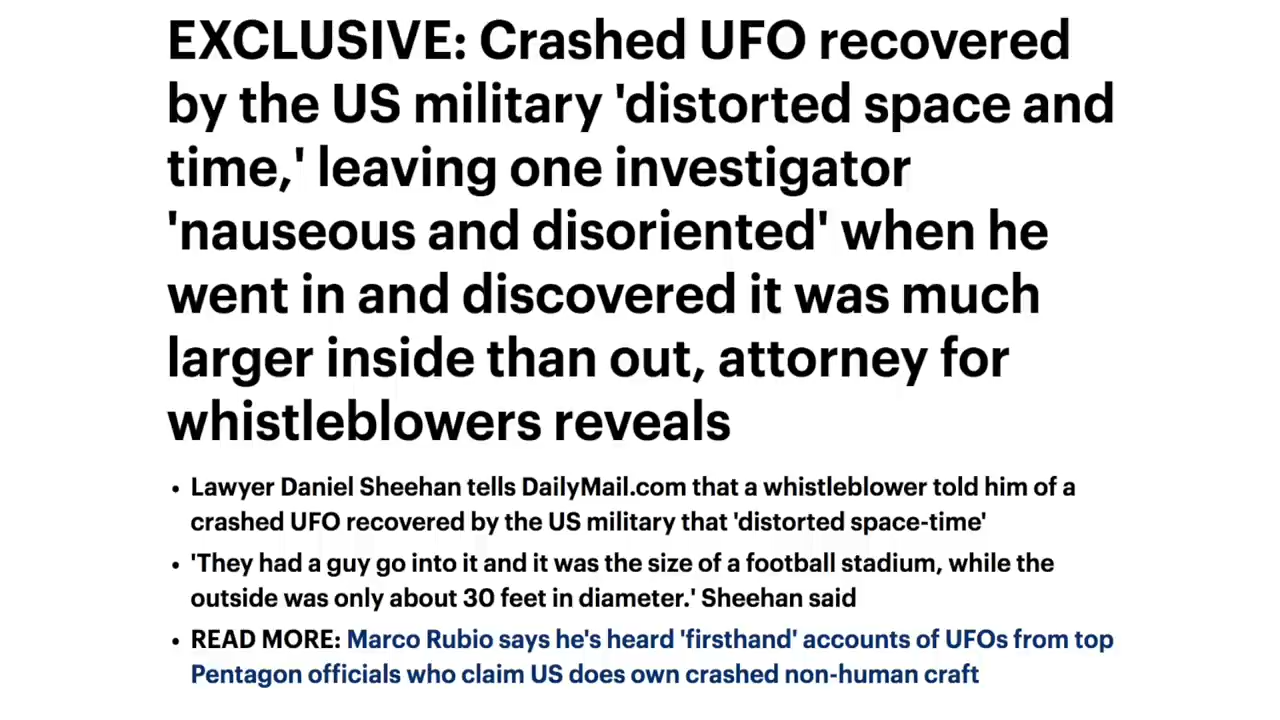 EXCLUSIVE: Crashed UFO recovered
by the US military 'distorted space and
time,' leaving one investigator
'nauseous and disoriented' when he
went in and discovered it was much
larger inside than out, attorney for
whistleblowers reveals
• Lawyer Daniel Sheehan tells DailyMail.com that a whistleblower told him of a
crashed UFO recovered by the US military that 'distorted space-time'
• 'They had a guy go into it and it was the size of a football stadium, while the
outside was only about 30 feet in diameter.' Sheehan said
• READ MORE: Marco Rubio says he's heard 'firsthand' accounts of UFOs from top
Pentagon officials who claim US does own crashed non-human craft